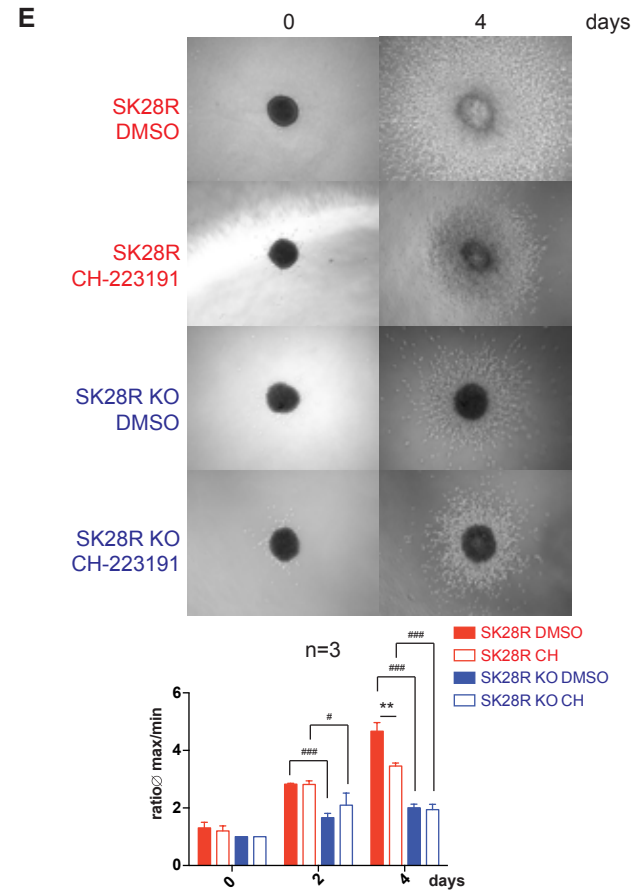 E
0 4 days
SK28R
DMSO
SK28R
CH-223191
SK28R KO
DMSO
SK28R KO
CH-223191
n=3
SK28R DMSO
SK28R CH
SK28R KO DMSO
SK28R KO CH
ratioØ max/min
6
4
2
0
###
#
###
**
###
0 2 4 days